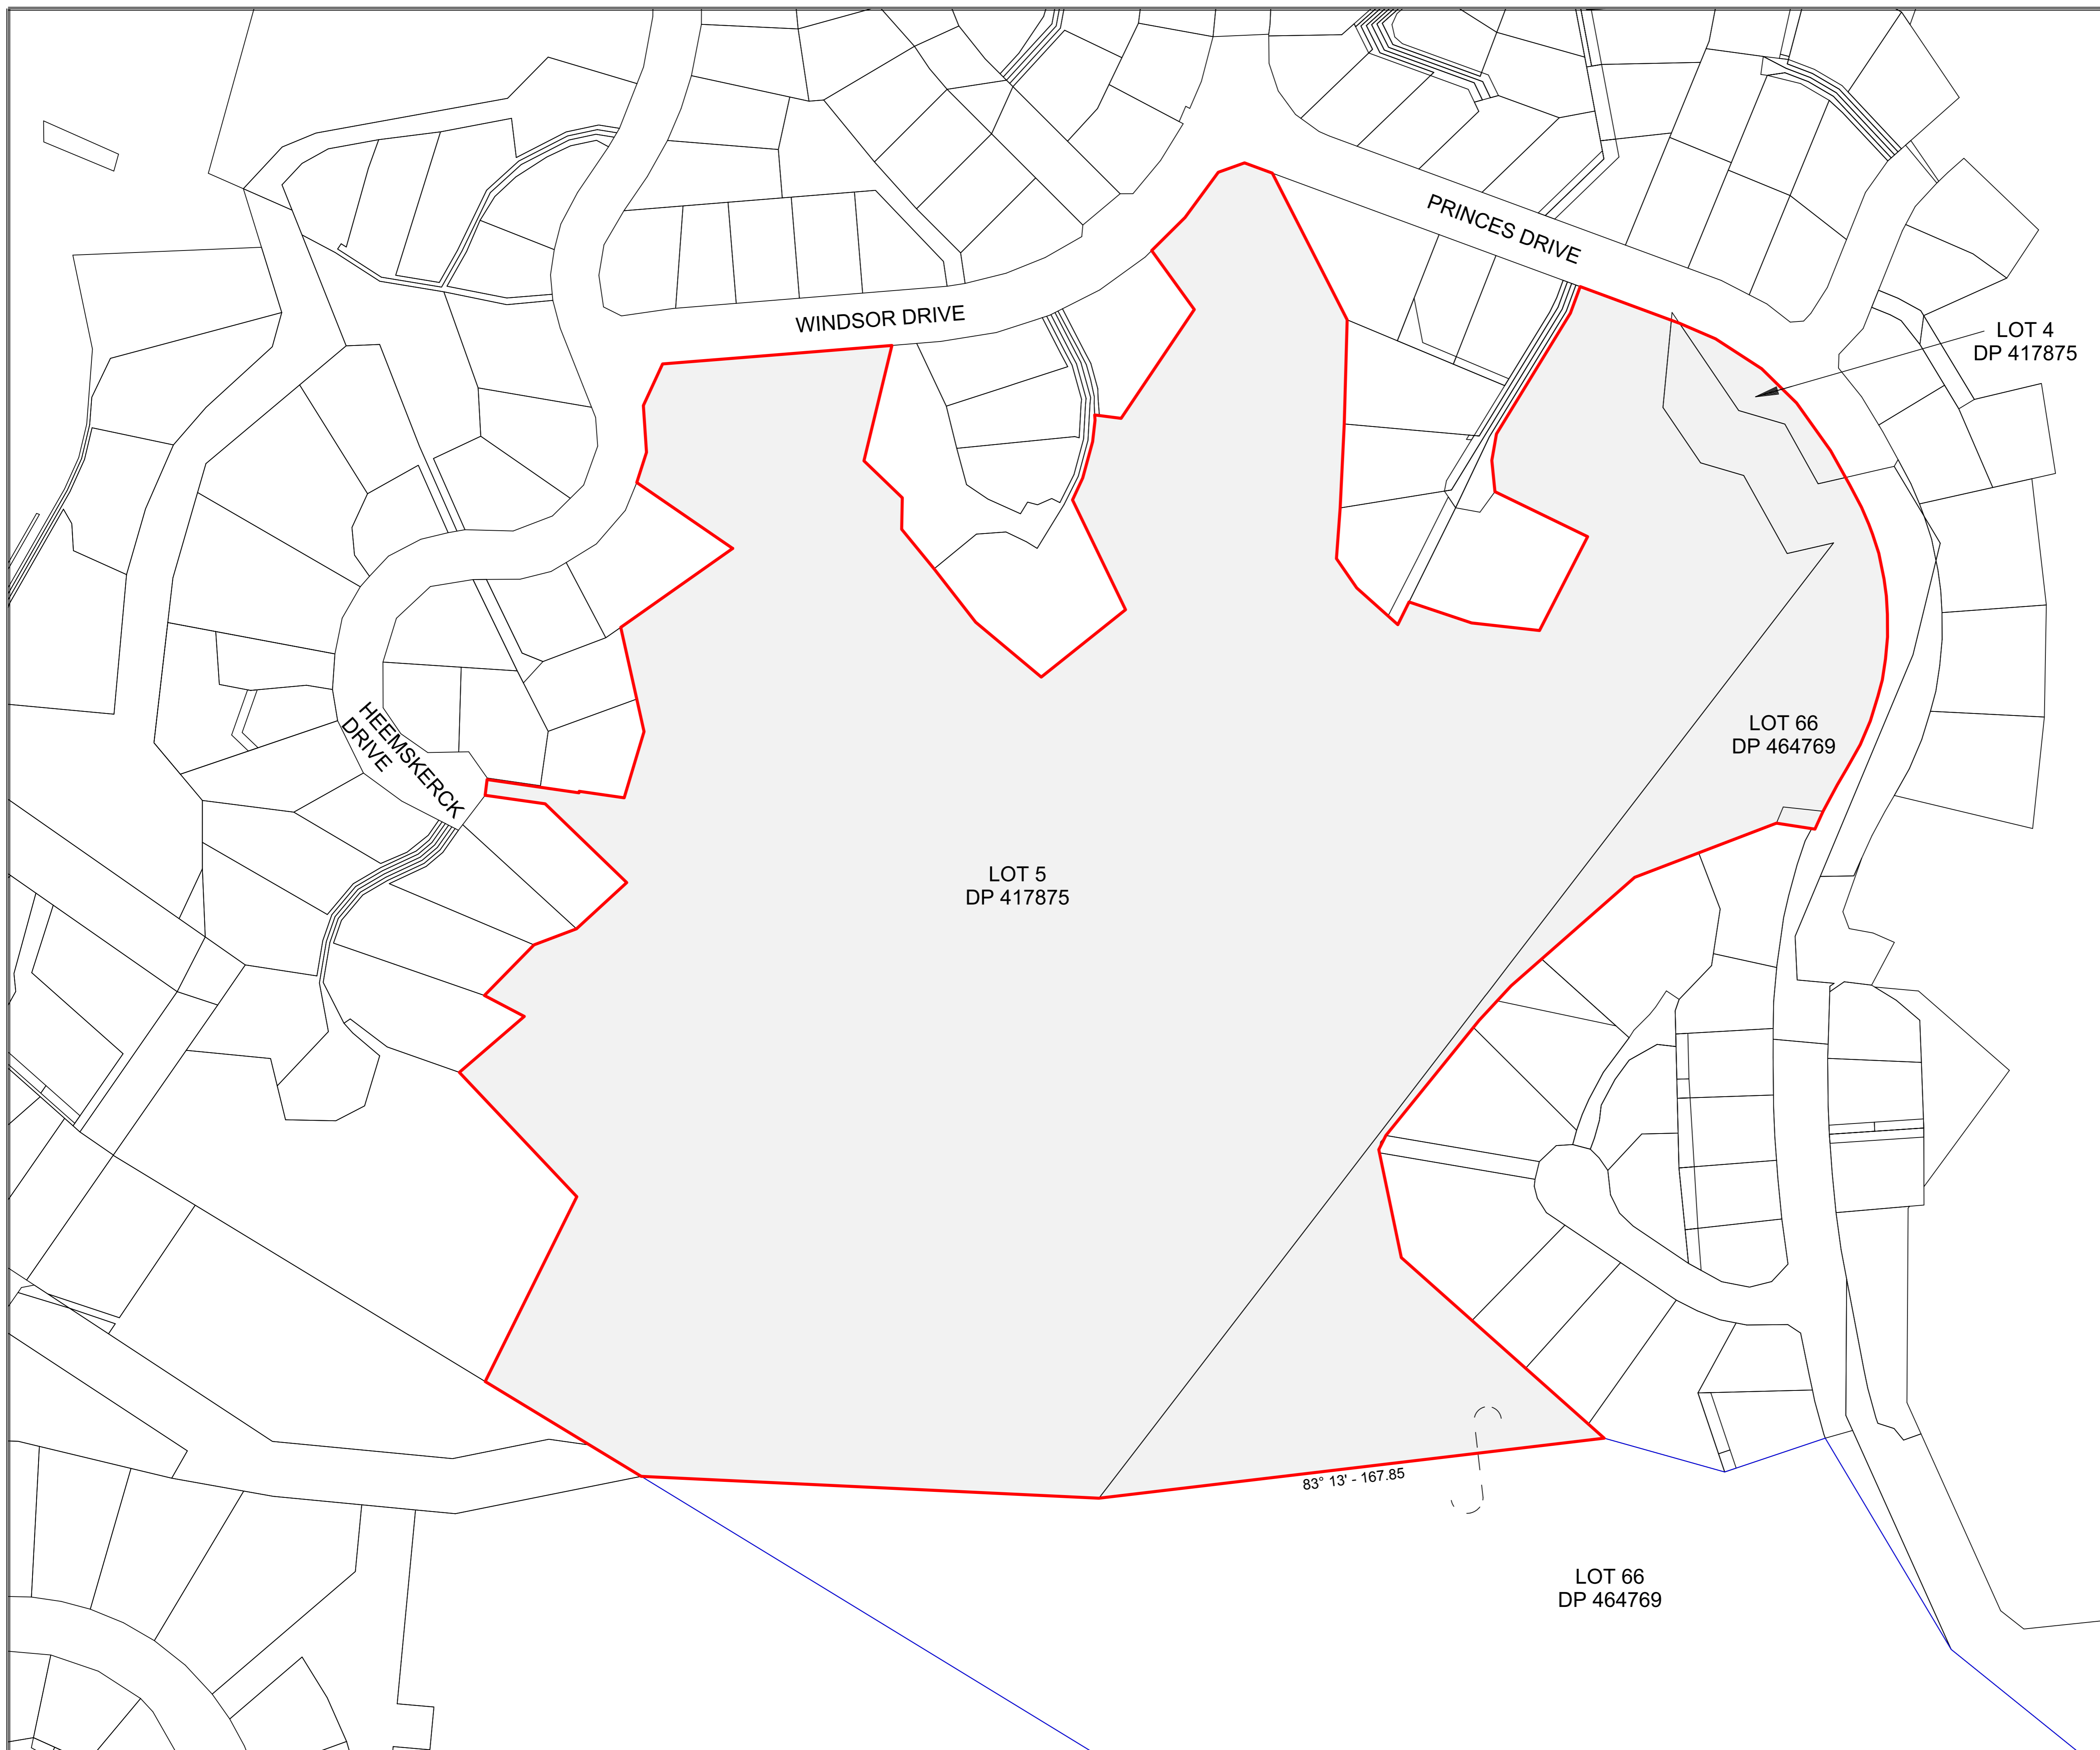 PRINCES DRIVE
WINDSOR DRIVE
LOT 4
DP 417875
HEEMSKERCK
DRIVE
LOT 66
DP 464769
LOT 5
DP 417875
83° 13' - 167.85
LOT 66
DP 464769